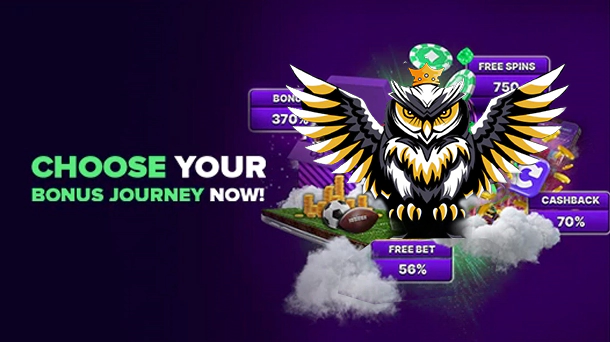 CHOOSE YOUR
BONUS JOURNEY NOW!
FREE SPINS
750
370%
CASHBACK
70%
FREE BET
56%